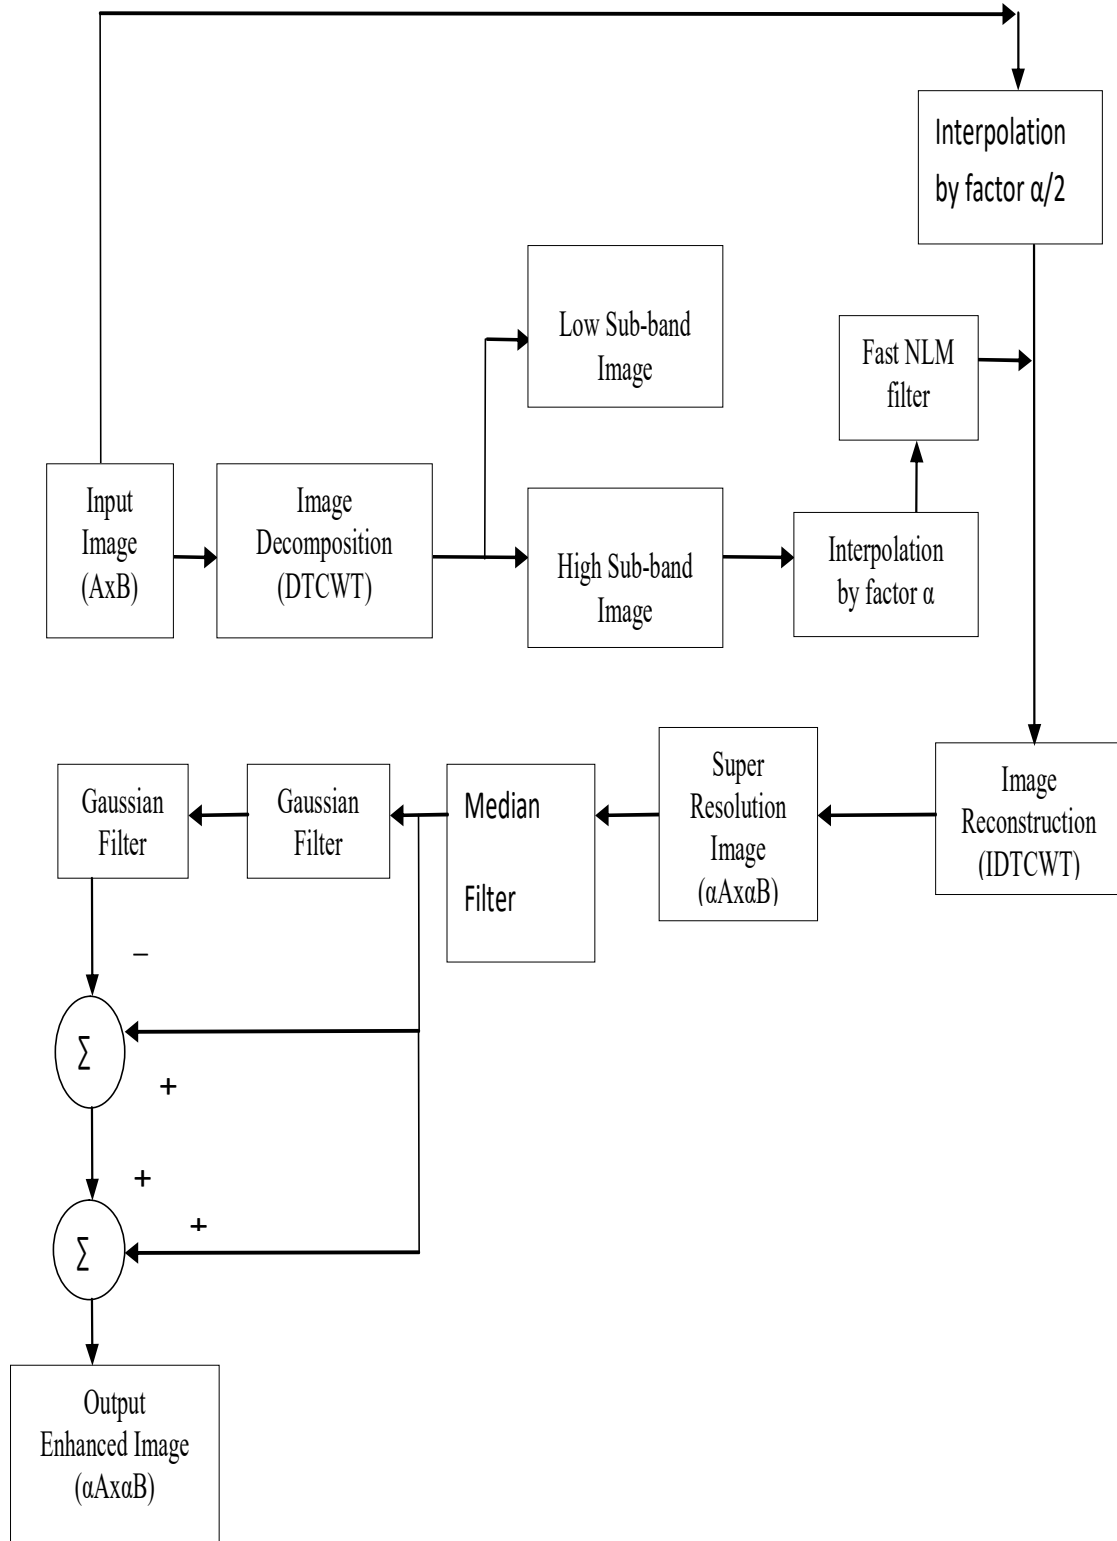 Interpolation
by factor α/2
Low Sub-band
Image
Fast NLM
filter
Input
Image
(AxB)
Image
Decomposition
(DTCWT)
High Sub-band
Image
Interpolation
by factor α
Gaussian
Filter
Gaussian
Filter
Median
Filter
Super
Resolution
Image
(αAxαB)
Image
Reconstruction
(IDTCWT)
−
Σ
+
+
+
Σ
Output
Enhanced Image
(αAxαB)